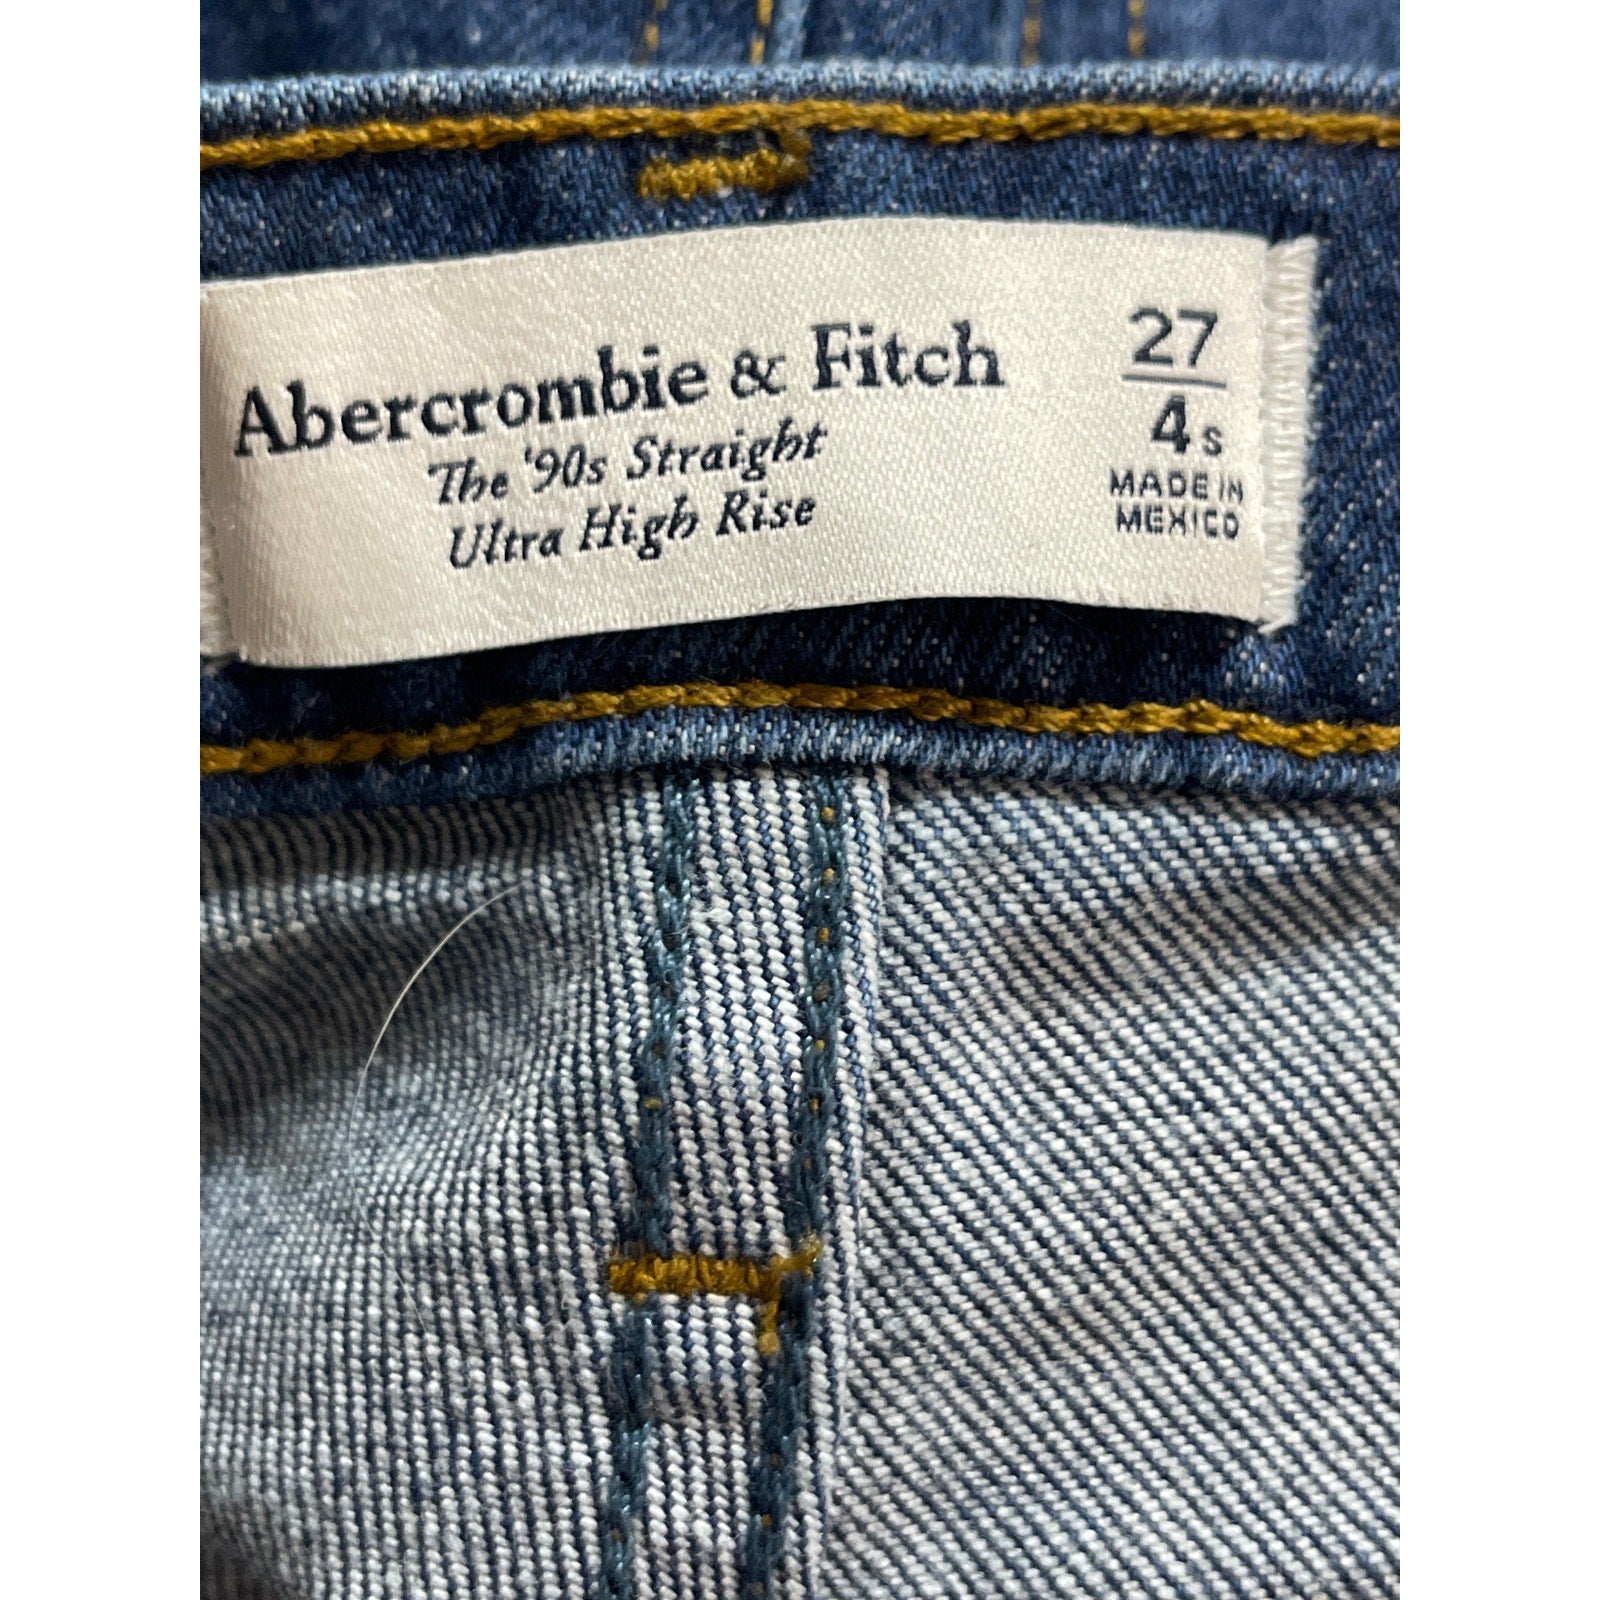 Abercrombie & Fitch
The '90s Straight
Ultra High Rise
27
4s
MADE IN
MEXICO